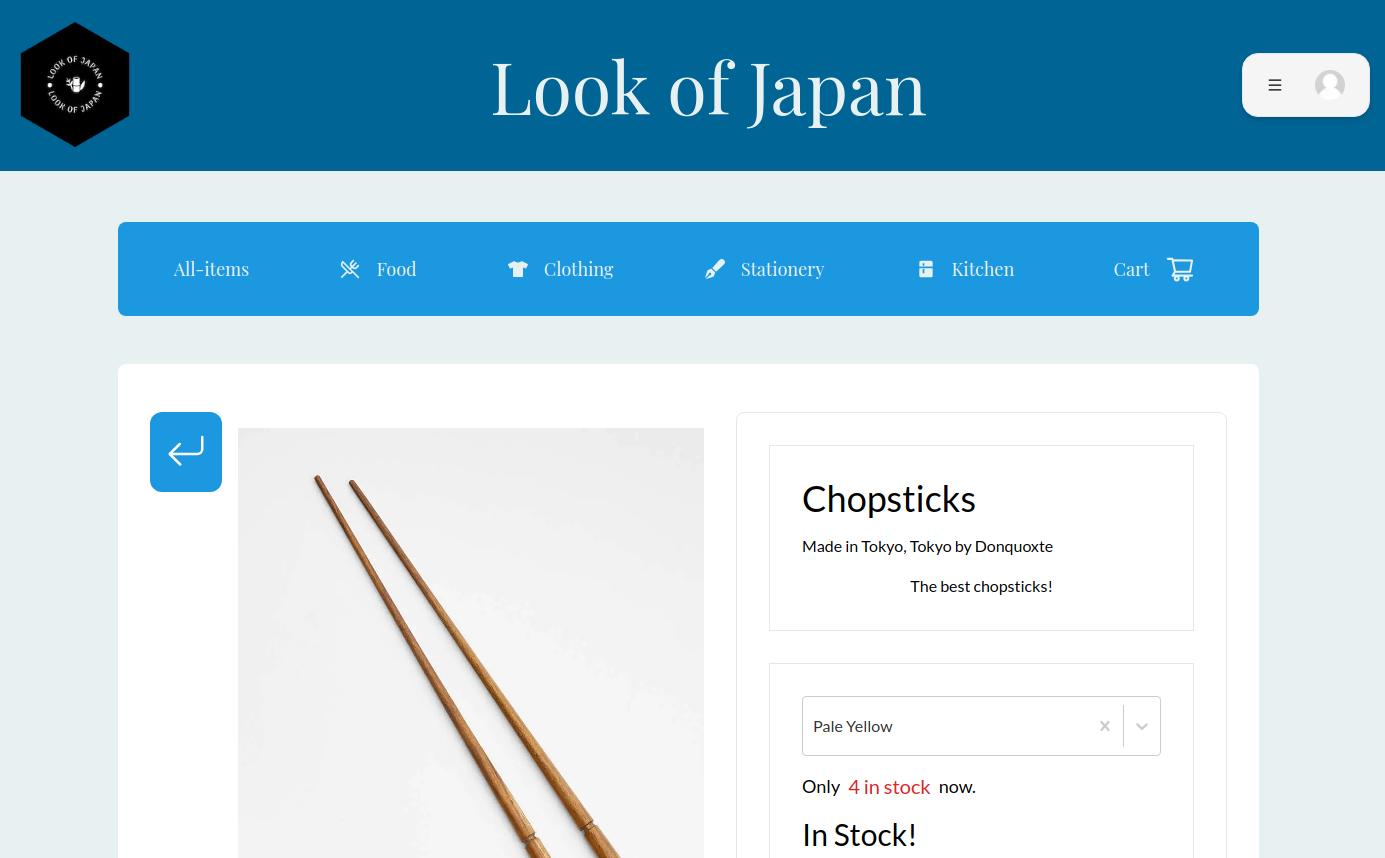 LOOK OF JAPAN
LOOK OF JAPAN
Look of Japan
All-items
Food
Clothing
Stationery
Kitchen
Cart
Chopsticks
Made in Tokyo, Tokyo by Donquoxte
The best chopsticks!
Pale Yellow
Only 4 in stock now.
In Stock!